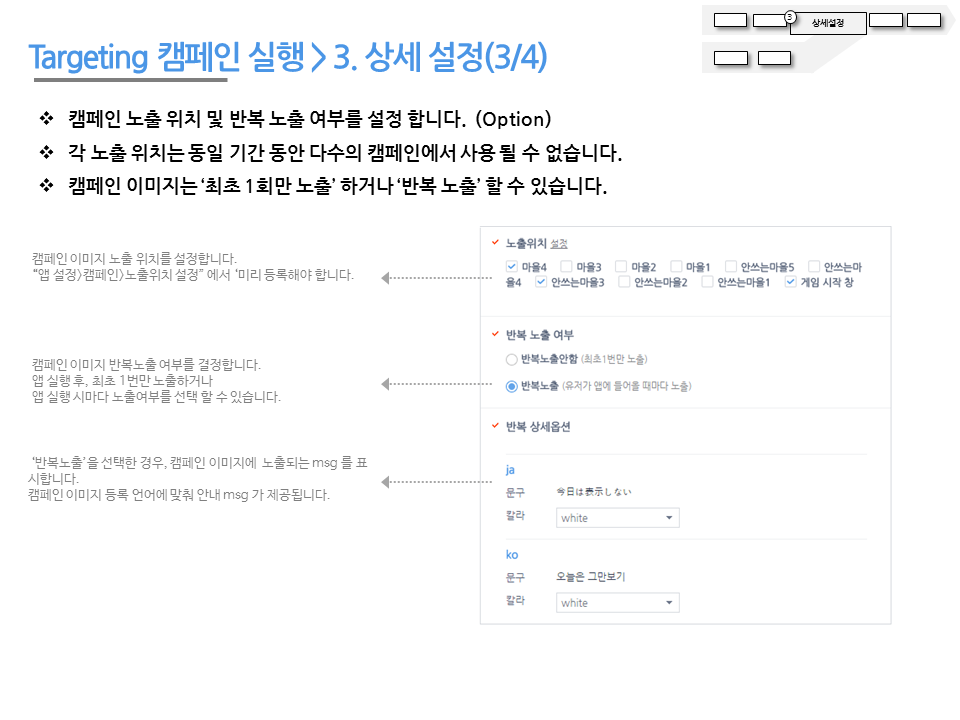 3
상세설정
Targeting 캠페인 실행 > 3. 상세 설정(3/4)
❖ 캠페인 노출 위치 및 반복 노출 여부를 설정 합니다. (Option)
❖ 각 노출 위치는 동일 기간 동안 다수의 캠페인에서 사용 될 수 없습니다.
❖ 캠페인 이미지는 ‘최초 1회만 노출’ 하거나 ‘반복 노출’ 할 수 있습니다.
캠페인 이미지 노출 위치를 설정합니다.
“앱 설정>캠페인>노출위치 설정” 에서 ‘미리 등록해야 합니다.
캠페인 이미지 반복노출 여부를 결정합니다.
앱 실행 후, 최초 1번만 노출하거나
앱 실행 시마다 노출여부를 선택 할 수 있습니다.
‘반복노출’을 선택한 경우, 캠페인 이미지에 노출되는 msg 를 표
시합니다.
캠페인 이미지 등록 언어에 맞춰 안내 msg 가 제공됩니다.
노출위치 설정
마을4 마을3 마을2 마을1 안쓰는마을5 안쓰는마
을4 안쓰는마을3 안쓰는마을2 안쓰는마을1 게임 시작 창
반복 노출 여부
반복노출안함 (최초1번만 노출)
반복노출 (유저가 앱에 들어올 때마다 노출)
반복 상세옵션
ja
문구 今日は表示しない
칼라 white
ko
문구 오늘은 그만보기
칼라 white